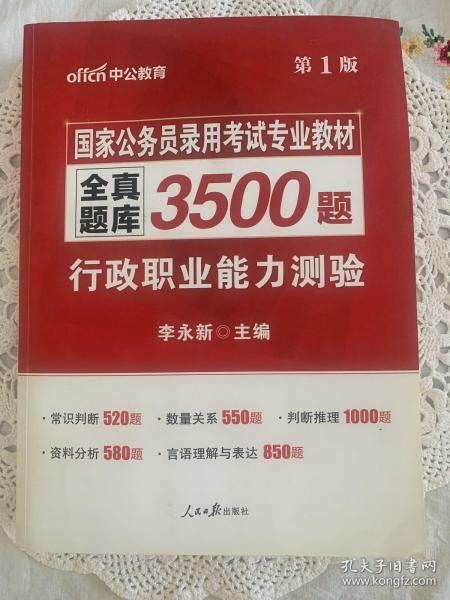 offcn中公教育
第1版
国家公务员录用考试专业教材
全真题库 3500题
行政职业能力测验
李永新◎主编
·常识判断520题 ·数量关系550题 ·判断推理1000题
·资料分析580题 ·言语理解与表达850题
人民日报出版社
孔夫子旧书网
www.kongfz.com